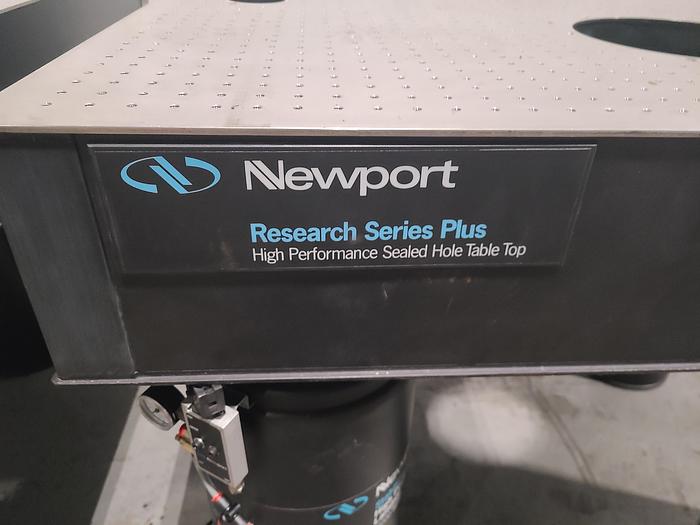 Newport
Research Series Plus
High Performance Sealed Hole Table Top